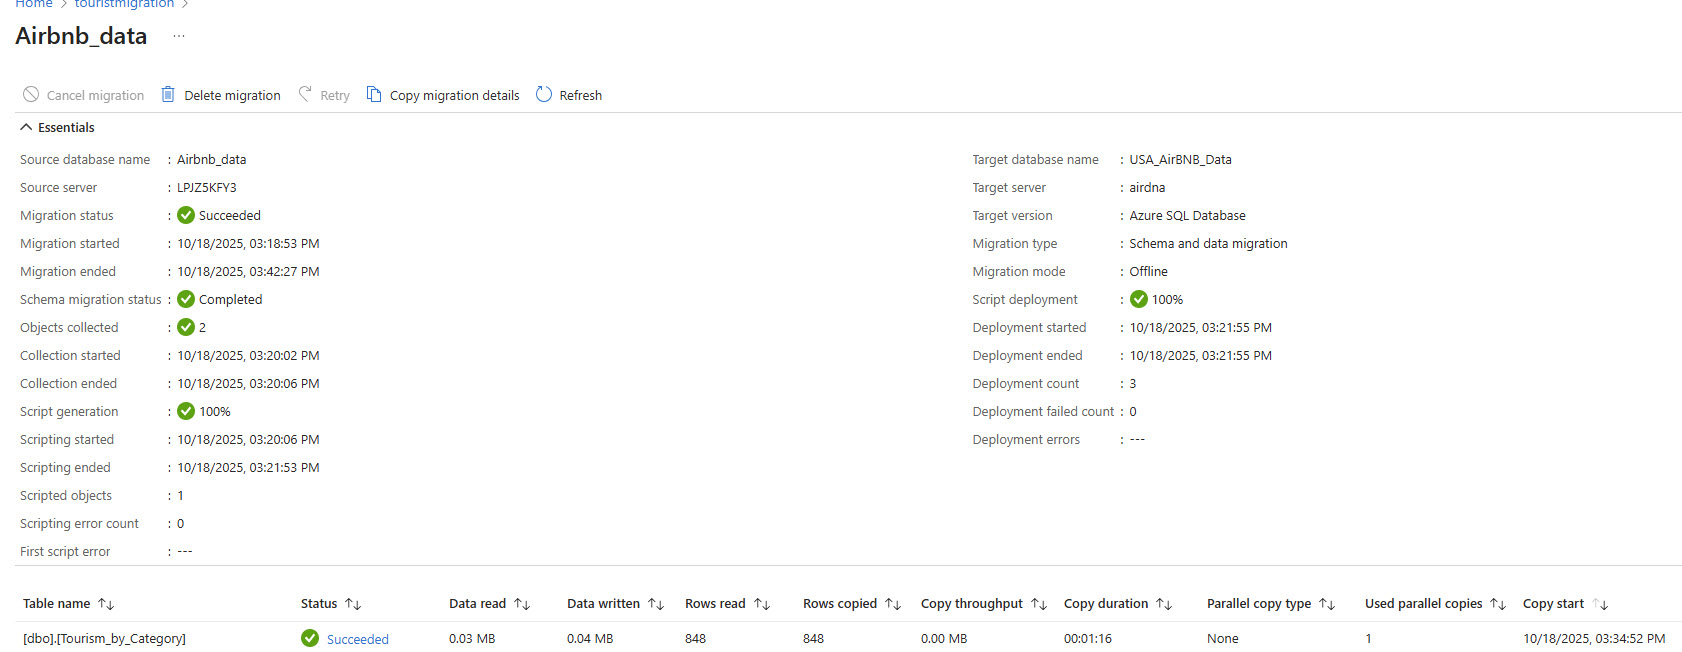 Home > touristmigration >
Airbnb_data ...
Cancel migration Delete migration Retry Copy migration details Refresh
Essentials
Source database name : Airbnb_data
Source server : LPJZ5KFY3
Migration status : Succeeded
Migration started : 10/18/2025, 03:18:53 PM
Migration ended : 10/18/2025, 03:42:27 PM
Schema migration status : Completed
Objects collected : 2
Collection started : 10/18/2025, 03:20:02 PM
Collection ended : 10/18/2025, 03:20:06 PM
Script generation : 100%
Scripting started : 10/18/2025, 03:20:06 PM
Scripting ended : 10/18/2025, 03:21:53 PM
Scripted objects : 1
Scripting error count : 0
First script error : ---
Target database name : USA_AirBNB_Data
Target server : airdna
Target version : Azure SQL Database
Migration type : Schema and data migration
Migration mode : Offline
Script deployment : 100%
Deployment started : 10/18/2025, 03:21:55 PM
Deployment ended : 10/18/2025, 03:21:55 PM
Deployment count : 3
Deployment failed count : 0
Deployment errors : ---
Table name ↑↓ Status ↑↓ Data read ↑↓ Data written ↑↓ Rows read ↑↓ Rows copied ↑↓ Copy throughput ↑↓ Copy duration ↑↓ Parallel copy type ↑↓ Used parallel copies ↑↓ Copy start ↑↓
[dbo].[Tourism_by_Category] Succeeded 0.03 MB 0.04 MB 848 848 0.00 MB 00:01:16 None 1 10/18/2025, 03:34:52 PM